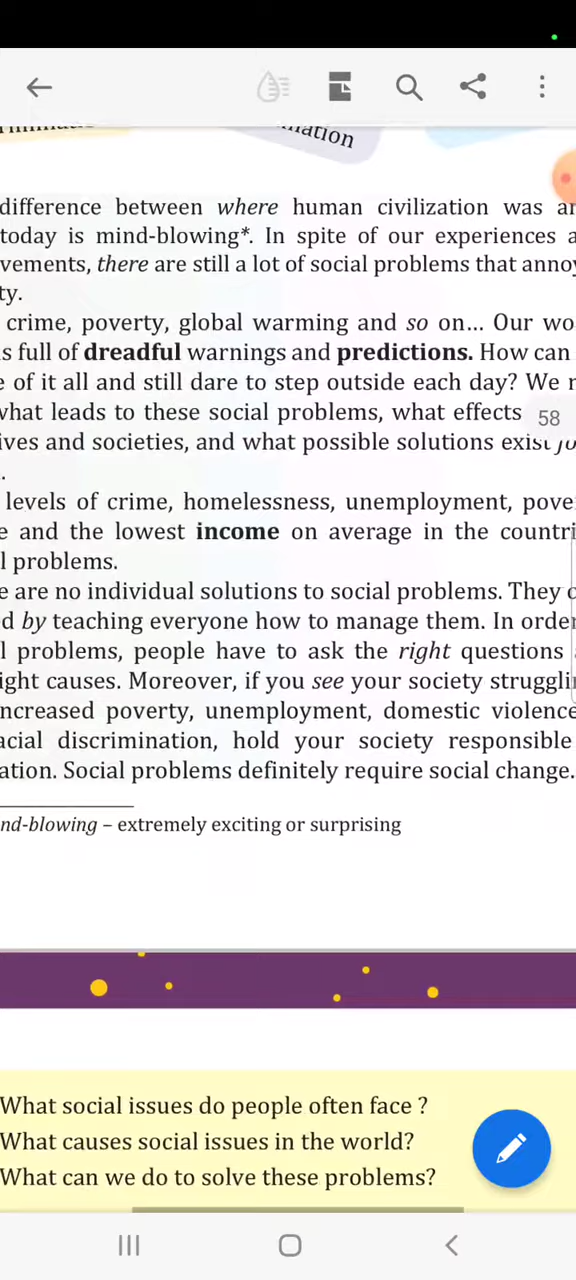 mination
difference between where human civilization was
today is mind-blowing*. In spite of our experiences
vements, there are still a lot of social problems that anno
ty.
crime, poverty, global warming and so on... Our wo
s full of dreadful warnings and predictions. How can
e of it all and still dare to step outside each day? We
what leads to these social problems, what effects
58
ives and societies, and what possible solutions exist
.
levels of crime, homelessness, unemployment, pove
e and the lowest income on average in the countri
l problems.
e are no individual solutions to social problems. They
d by teaching everyone how to manage them. In order
l problems, people have to ask the right questions
ight causes. Moreover, if you see your society struggli
increased poverty, unemployment, domestic violence
acial discrimination, hold your society responsible
ation. Social problems definitely require social change.
nd-blowing – extremely exciting or surprising
What social issues do people often face ?
What causes social issues in the world?
What can we do to solve these problems?